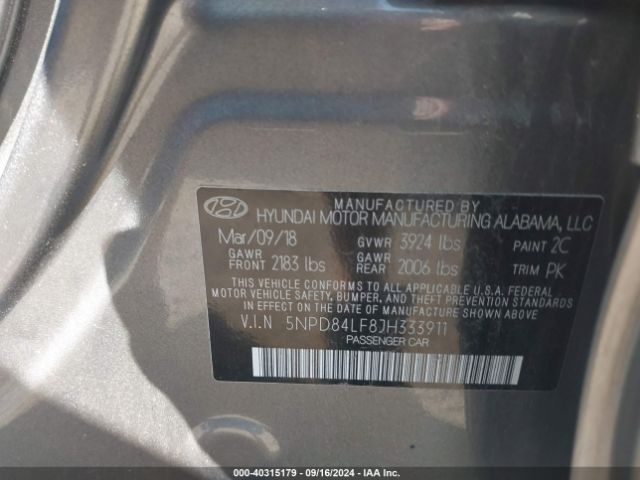 MANUFACTURED BY
HYUNDAI MOTOR MANUFACTURING ALABAMA, LLC
Mar/09/18 GVWR 3924 lbs PAINT 2C
GAWR FRONT 2183 lbs GAWR REAR 2006 lbs TRIM PK
THIS VEHICLE CONFORMS TO ALL APPLICABLE U.S.A. FEDERAL
MOTOR VEHICLE SAFETY, BUMPER, AND THEFT PREVENTION STANDARDS
IN EFFECT ON THE DATE OF MANUFACTURE SHOWN ABOVE.
V.I.N 5NPD84LF8JH333911
PASSENGER CAR
000-40315179 - 09/16/2024 - IAA Inc.